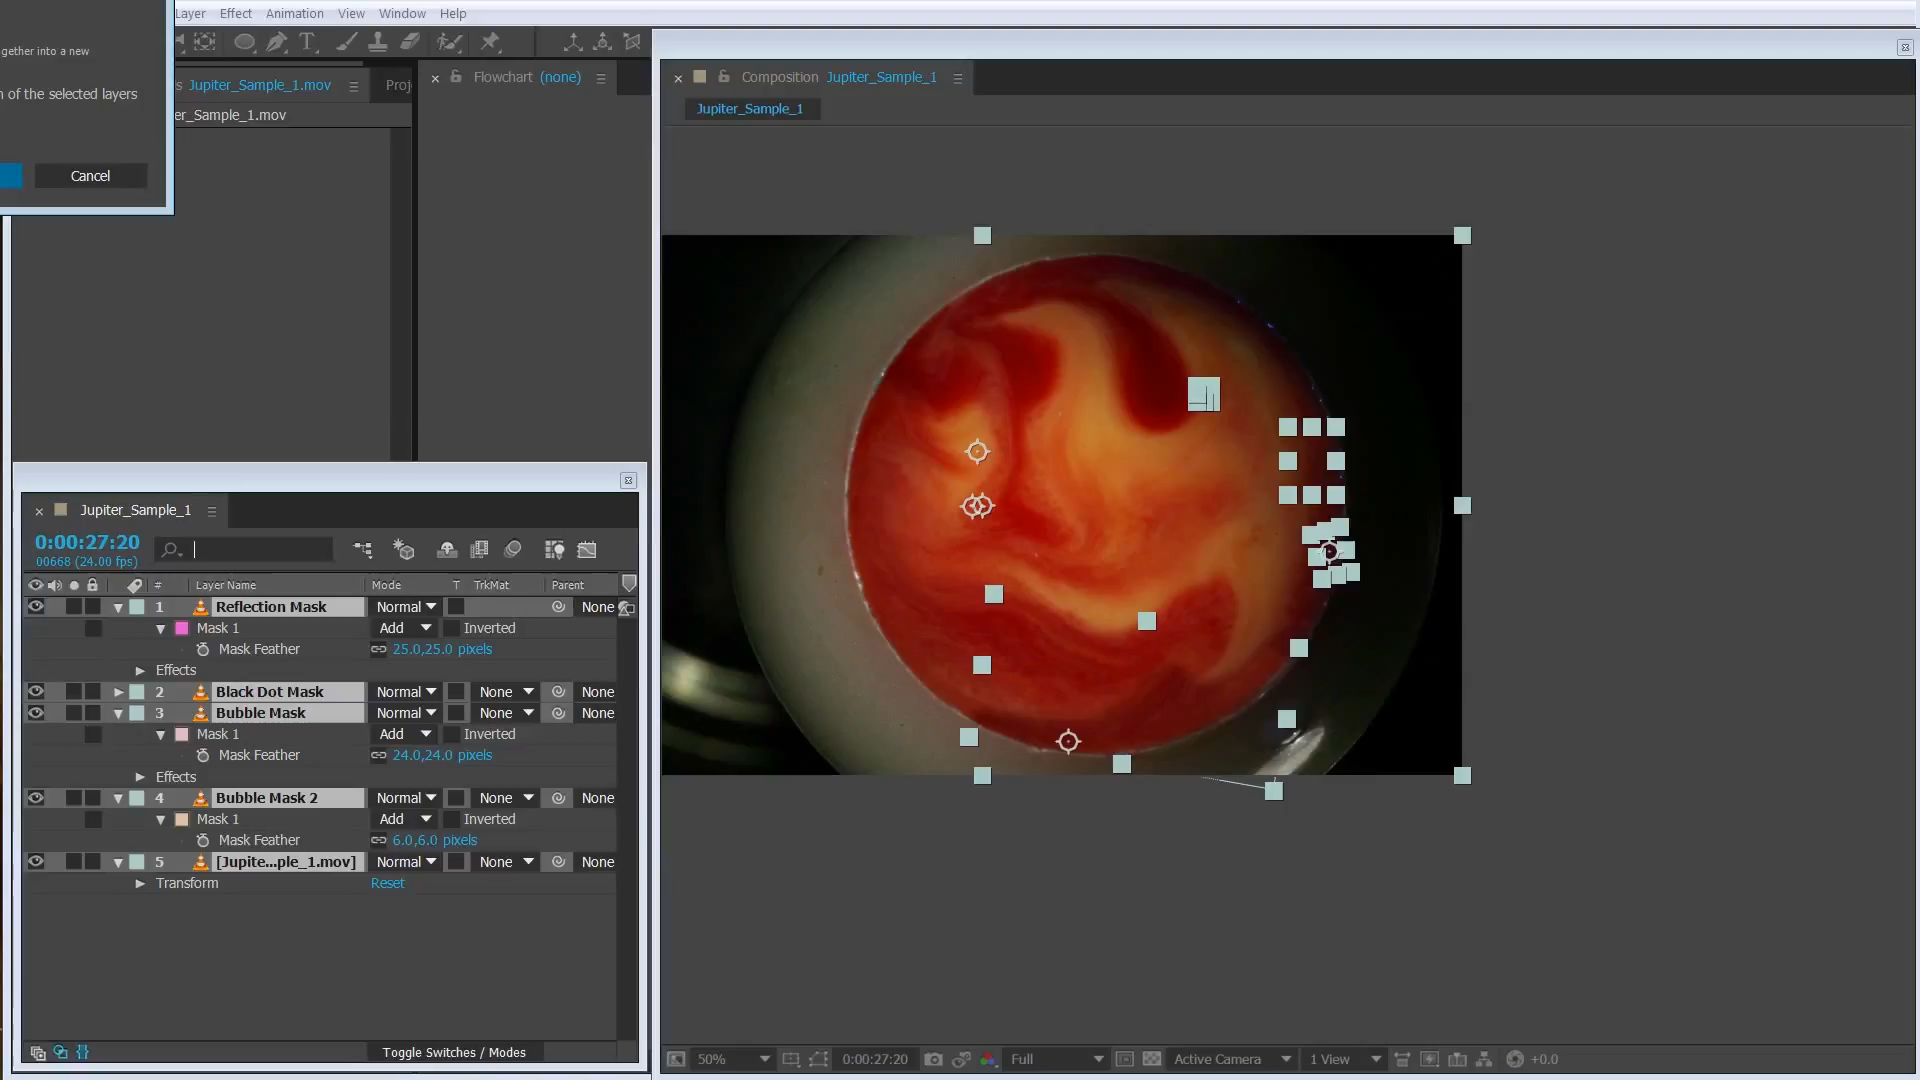 Layer Effect Animation View Window Help
gether into a new
n of the selected layers
Cancel
s Jupiter_Sample_1.mov
Proj
er_Sample_1.mov
Flowchart (none)
Composition Jupiter_Sample_1
Jupiter_Sample_1
Jupiter_Sample_1
0:00:27:20
00668 (24.00 fps)
# Layer Name Mode T TrkMat Parent
1 Reflection Mask Normal None
Mask 1 Add Inverted
Mask Feather 25.0,25.0 pixels
Effects
2 Black Dot Mask Normal None None
3 Bubble Mask Normal None None
Mask 1 Add Inverted
Mask Feather 24.0,24.0 pixels
Effects
4 Bubble Mask 2 Normal None None
Mask 1 Add Inverted
Mask Feather 6.0,6.0 pixels
5 [Jupite...ple_1.mov] Normal None None
Transform Reset
Toggle Switches / Modes
50% 0:00:27:20 Full Active Camera 1 View +0.0